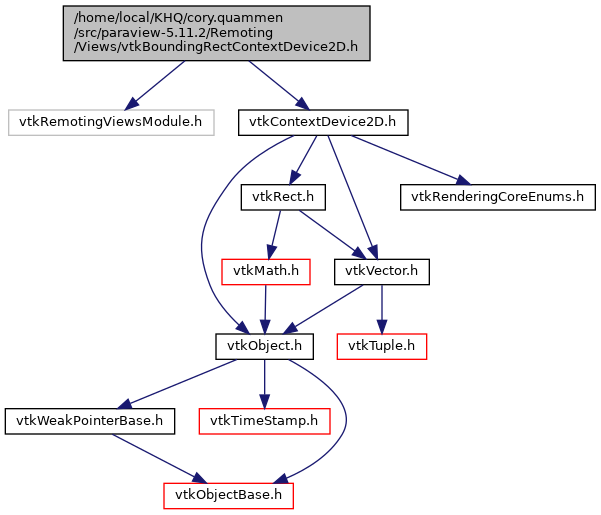 /home/local/KHQ/cory.quammen
/src/paraview-5.11.2/Remoting
/Views/vtkBoundingRectContextDevice2D.h
vtkRemotingViewsModule.h
vtkContextDevice2D.h
vtkRect.h
vtkRenderingCoreEnums.h
vtkMath.h
vtkVector.h
vtkObject.h
vtkTuple.h
vtkWeakPointerBase.h
vtkTimeStamp.h
vtkObjectBase.h